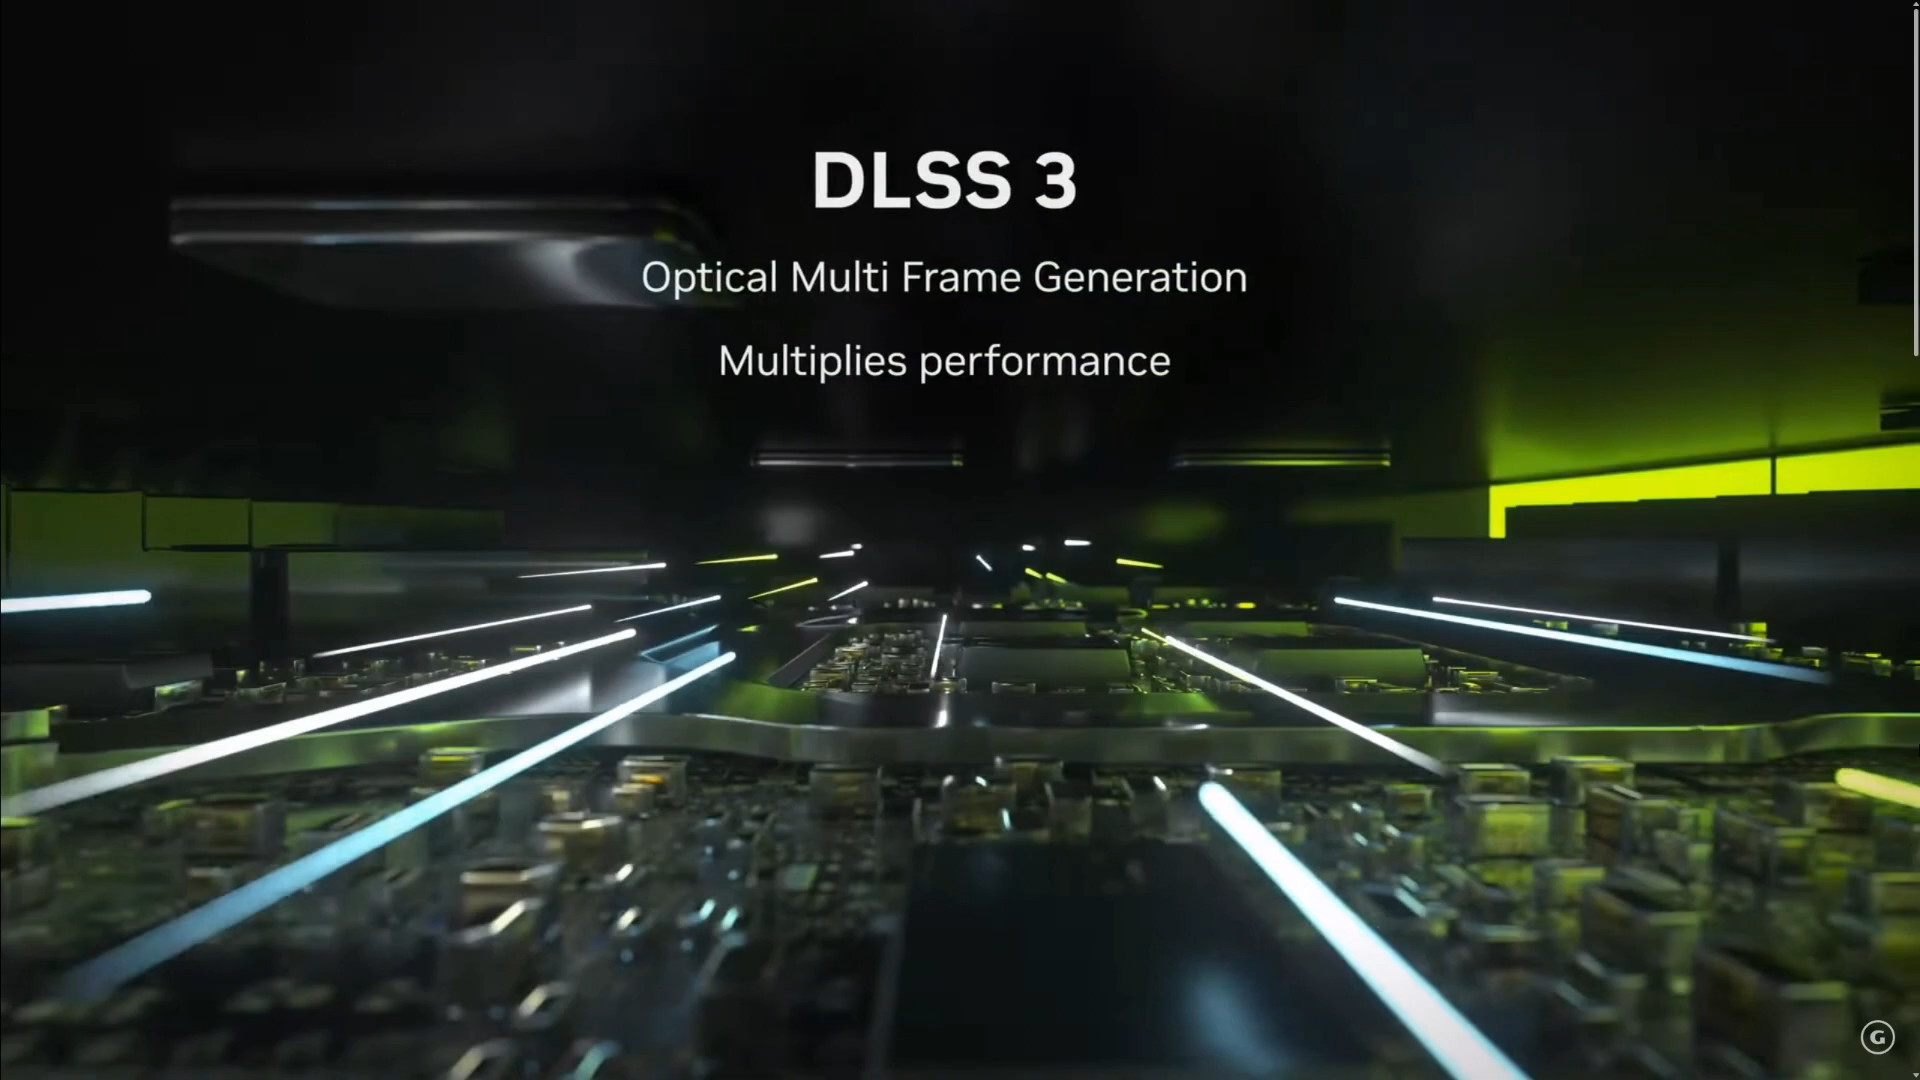 DLSS 3
Optical Multi Frame Generation
Multiplies performance
G